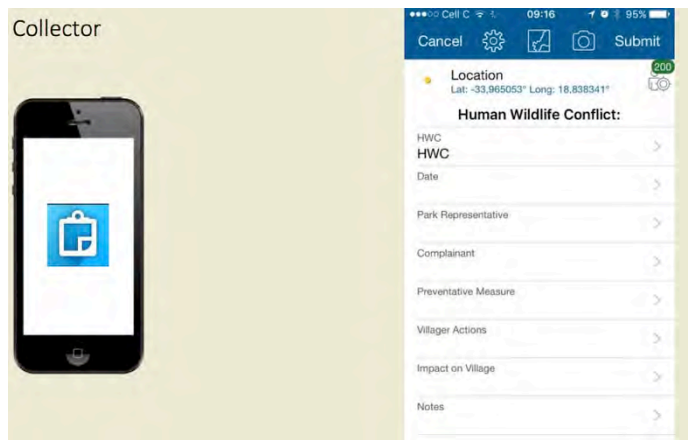 Collector
Cell C 09:16 95%
Cancel Submit
Location
200
Lat: -33,965053° Long: 18,838341°
Human Wildlife Conflict:
HWC
HWC
Date
Park Representative
Complainant
Preventative Measure
Villager Actions
Impact on Village
Notes